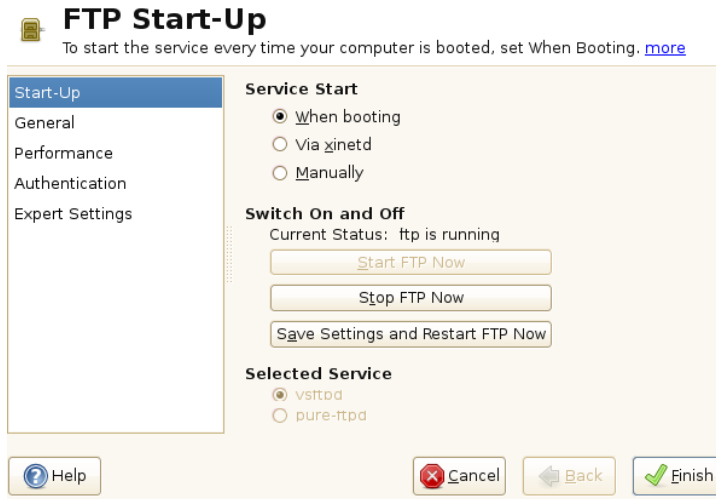 FTP Start-Up
To start the service every time your computer is booted, set When Booting. more
Start-Up
General
Performance
Authentication
Expert Settings
Service Start
When booting
Via xinetd
Manually
Switch On and Off
Current Status: ftp is running
Start FTP Now
Stop FTP Now
Save Settings and Restart FTP Now
Selected Service
vsftpd
pure-ftpd
Help
Cancel
Back
Finish